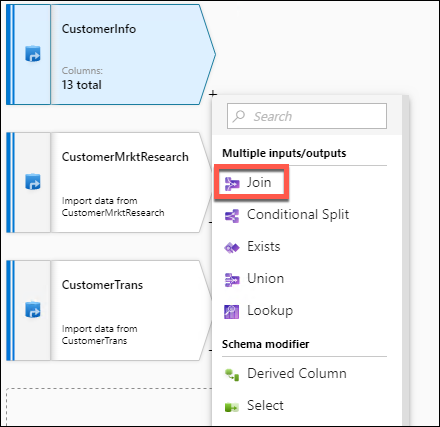 CustomerInfo
Columns:
13 total
CustomerMrktResearch
Import data from
CustomerMrktResearch
CustomerTrans
Import data from
CustomerTrans
+
Search
Multiple inputs/outputs
Join
Conditional Split
Exists
Union
Lookup
Schema modifier
Derived Column
Select